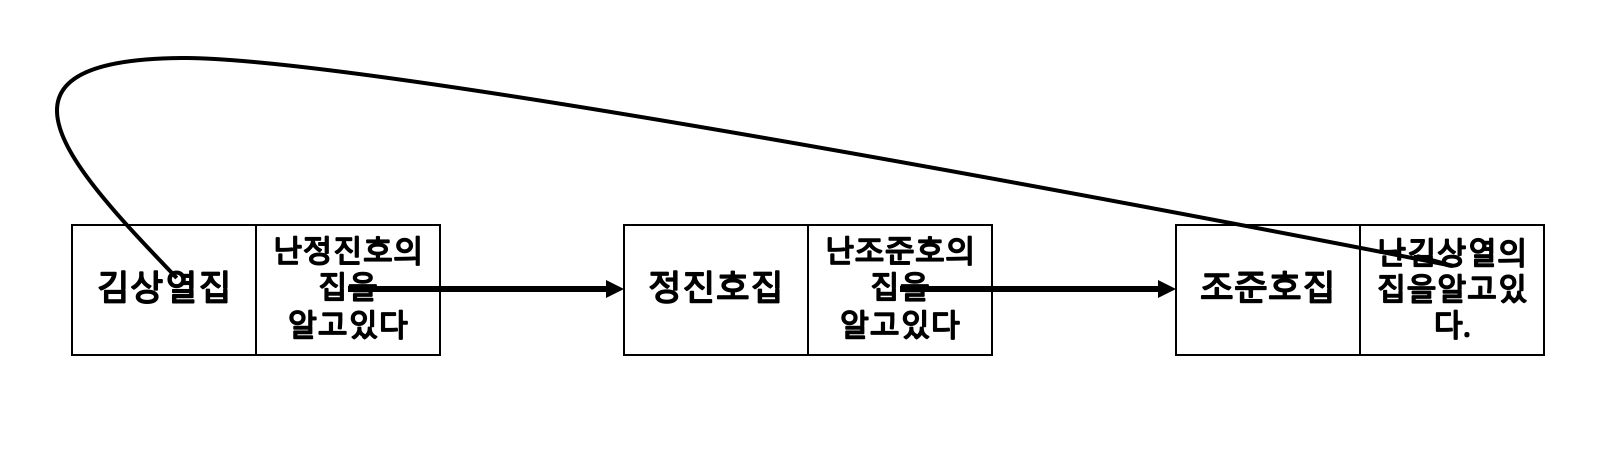 김상열집
난정진호의
집을
알고있다
정진호집
난조준호의
집을
알고있다
조준호집
난김상열의
집을알고있
다.